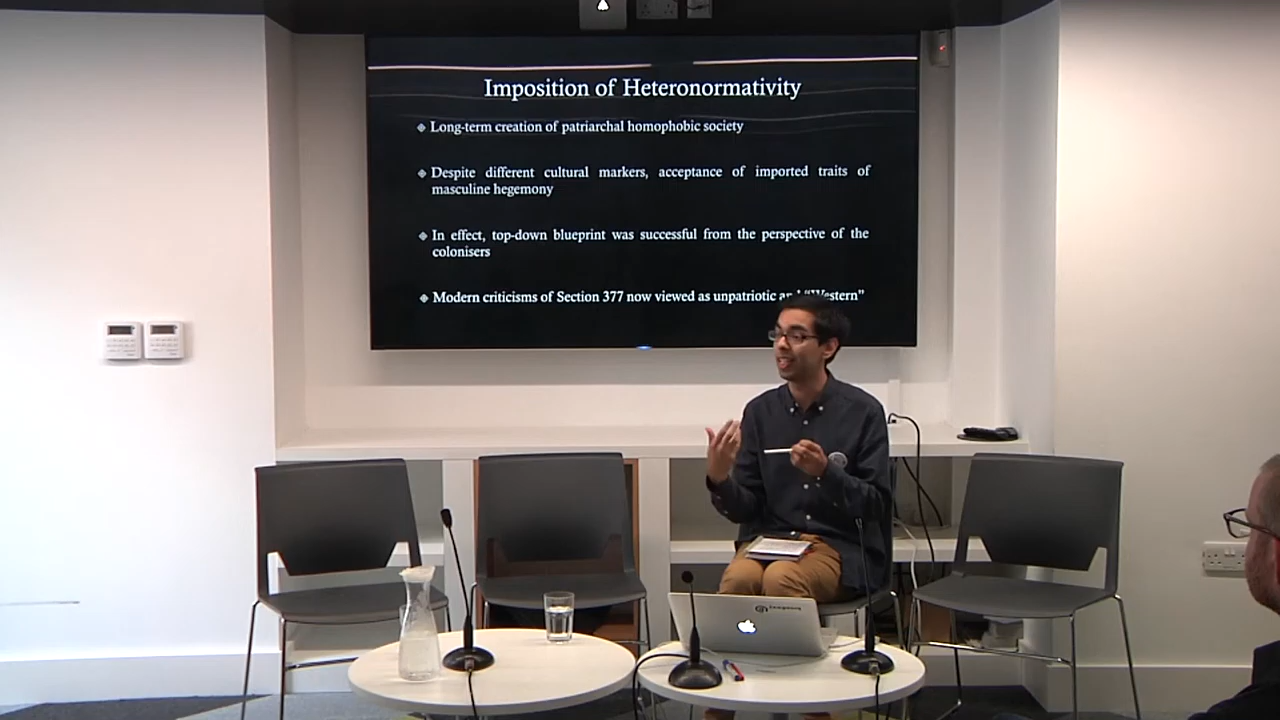 Imposition of Heteronormativity
Long-term creation of patriarchal homophobic society
Despite different cultural markers, acceptance of imported traits of
masculine hegemony
In effect, top-down blueprint was successful from the perspective of the
colonisers
Modern criticisms of Section 377 now viewed as unpatriotic and "Western"